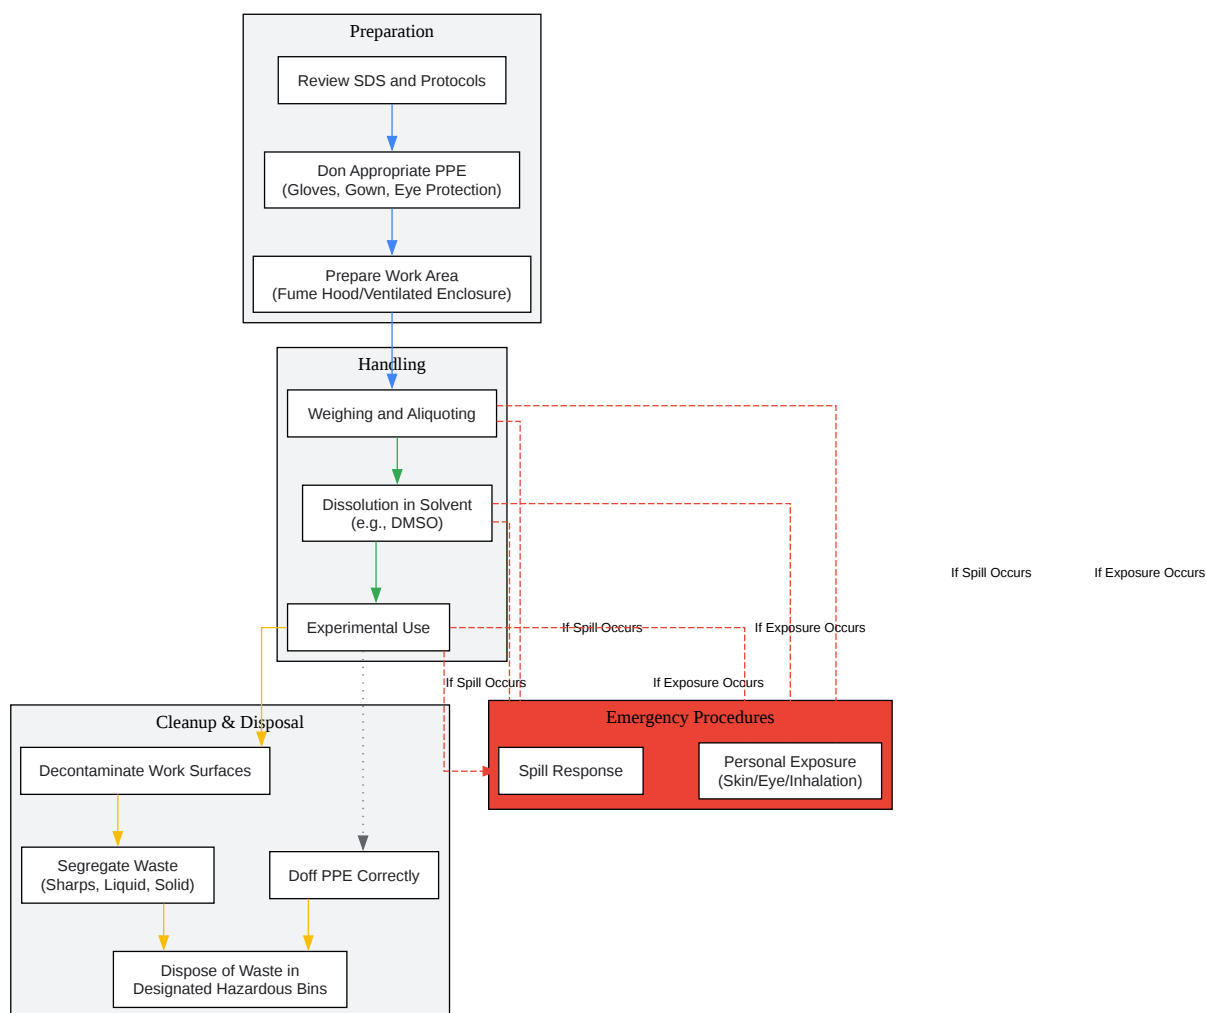 Preparation
Review SDS and Protocols
Don Appropriate PPE
(Gloves, Gown, Eye Protection)
Prepare Work Area
(Fume Hood/Ventilated Enclosure)
Handling
Weighing and Aliquoting
Dissolution in Solvent
(e.g., DMSO)
If Spill Occurs
If Exposure Occurs
Experimental Use
If Spill Occurs
If Exposure Occurs
If Spill Occurs
If Exposure Occurs
Cleanup & Disposal
Emergency Procedures
Decontaminate Work Surfaces
Spill Response
Personal Exposure
(Skin/Eye/Inhalation)
Segregate Waste
(Sharps, Liquid, Solid)
Doff PPE Correctly
Dispose of Waste in
Designated Hazardous Bins